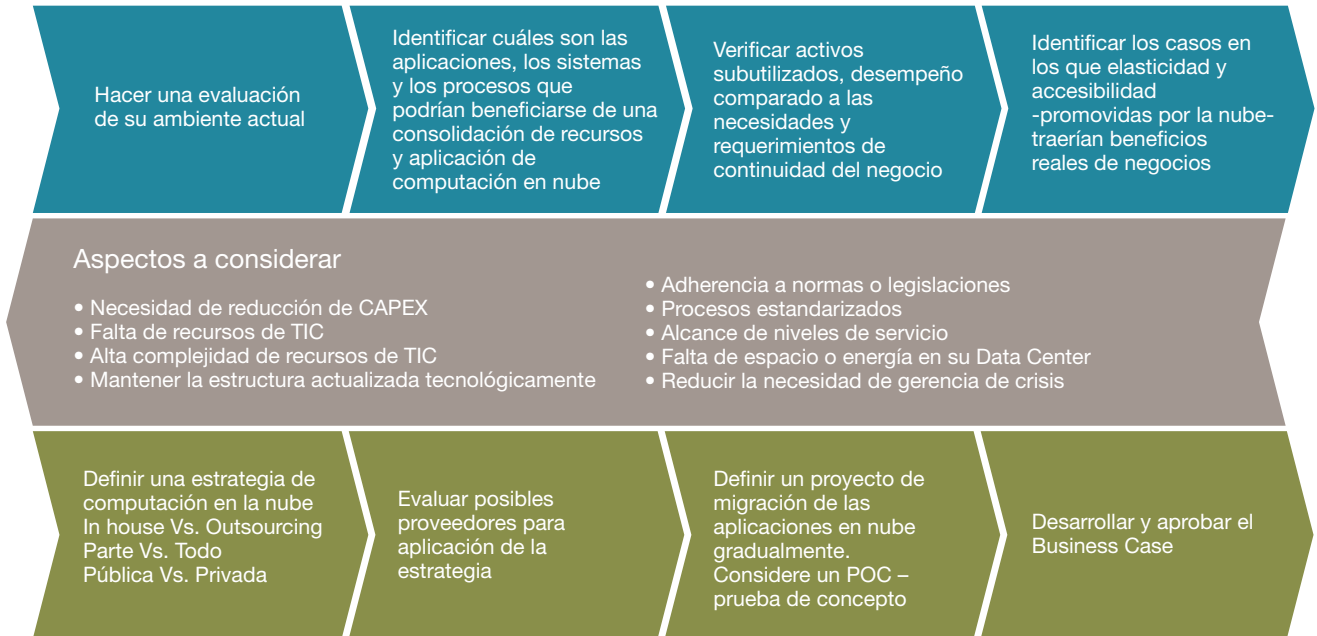 Hacer una evaluación
de su ambiente actual
Identificar cuáles son las
aplicaciones, los sistemas
y los procesos que
podrían beneficiarse de una
consolidación de recursos
y aplicación de
computación en nube
Verificar activos
subutilizados, desempeño
comparado a las
necesidades y
requerimientos de
continuidad del negocio
Identificar los casos en
los que elasticidad y
accesibilidad
-promovidas por la nube-
traerían beneficios
reales de negocios
Aspectos a considerar
• Necesidad de reducción de CAPEX
• Falta de recursos de TIC
• Alta complejidad de recursos de TIC
• Mantener la estructura actualizada tecnológicamente
• Adherencia a normas o legislaciones
• Procesos estandarizados
• Alcance de niveles de servicio
• Falta de espacio o energía en su Data Center
• Reducir la necesidad de gerencia de crisis
Definir una estrategia de
computación en la nube
In house Vs. Outsourcing
Parte Vs. Todo
Pública Vs. Privada
Evaluar posibles
proveedores para
aplicación de la
estrategia
Definir un proyecto de
migración de las
aplicaciones en nube
gradualmente.
Considere un POC –
prueba de concepto
Desarrollar y aprobar el
Business Case